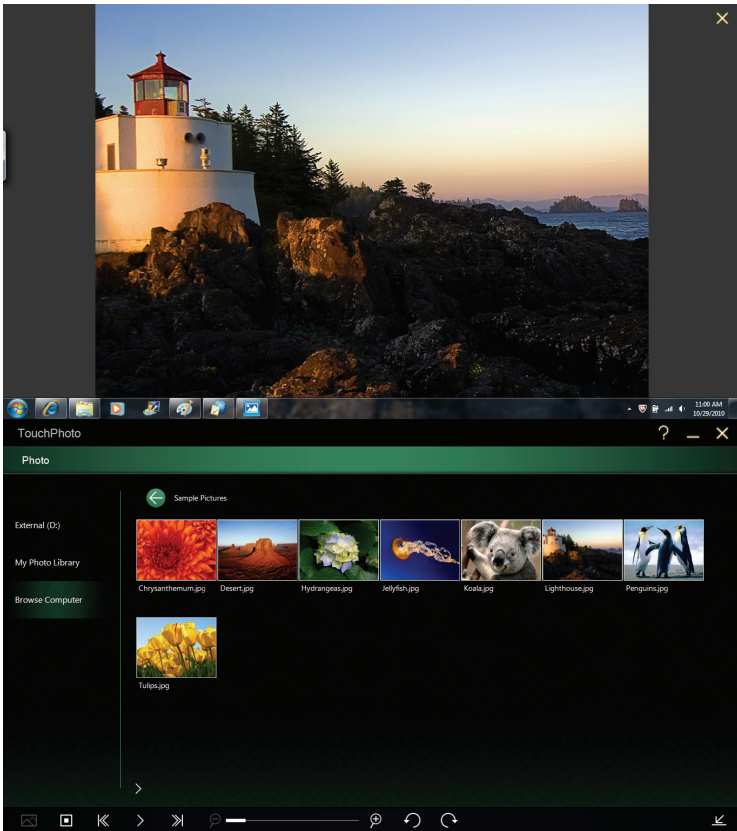 11:00 AM
10/29/2010
TouchPhoto
?
Photo
Sample Pictures
External (D:)
My Photo Library
Browse Computer
Chrysanthemum.jpg Desert.jpg Hydrangeas.jpg Jellyfish.jpg Koala.jpg Lighthouse.jpg Penguins.jpg
Tulips.jpg